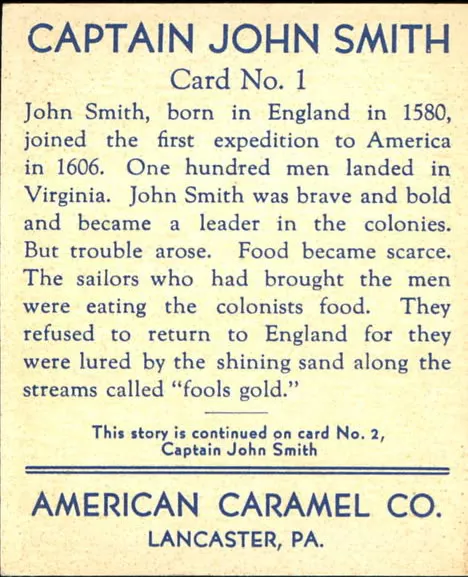 CAPTAIN JOHN SMITH
Card No. 1
John Smith, born in England in 1580,
joined the first expedition to America
in 1606. One hundred men landed in
Virginia. John Smith was brave and bold
and became a leader in the colonies.
But trouble arose. Food became scarce.
The sailors who had brought the men
were eating the colonists food. They
refused to return to England for they
were lured by the shining sand along the
streams called “fools gold.”
This story is continued on card No. 2,
Captain John Smith
AMERICAN CARAMEL CO.
LANCASTER, PA.